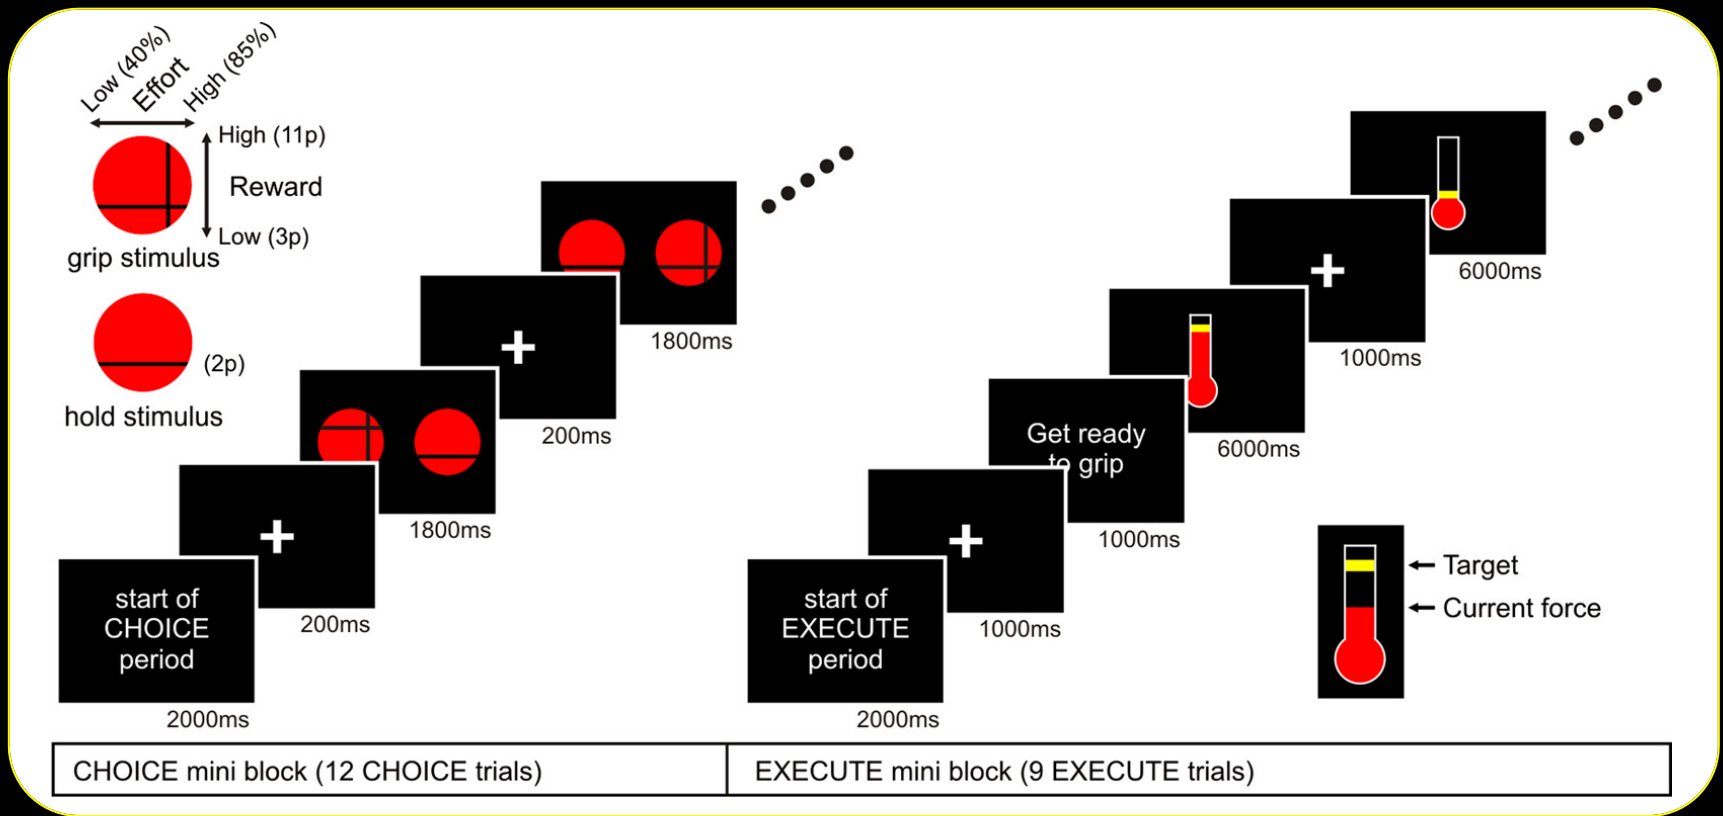 Low (40%)
Effort
High (85%)
High (11p)
Reward
Low (3p)
grip stimulus
(2p)
hold stimulus
start of
CHOICE
period
2000ms
200ms
1800ms
200ms
1800ms
start of
EXECUTE
period
2000ms
1000ms
Get ready
to grip
1000ms
6000ms
1000ms
6000ms
Target
Current force
CHOICE mini block (12 CHOICE trials)
EXECUTE mini block (9 EXECUTE trials)